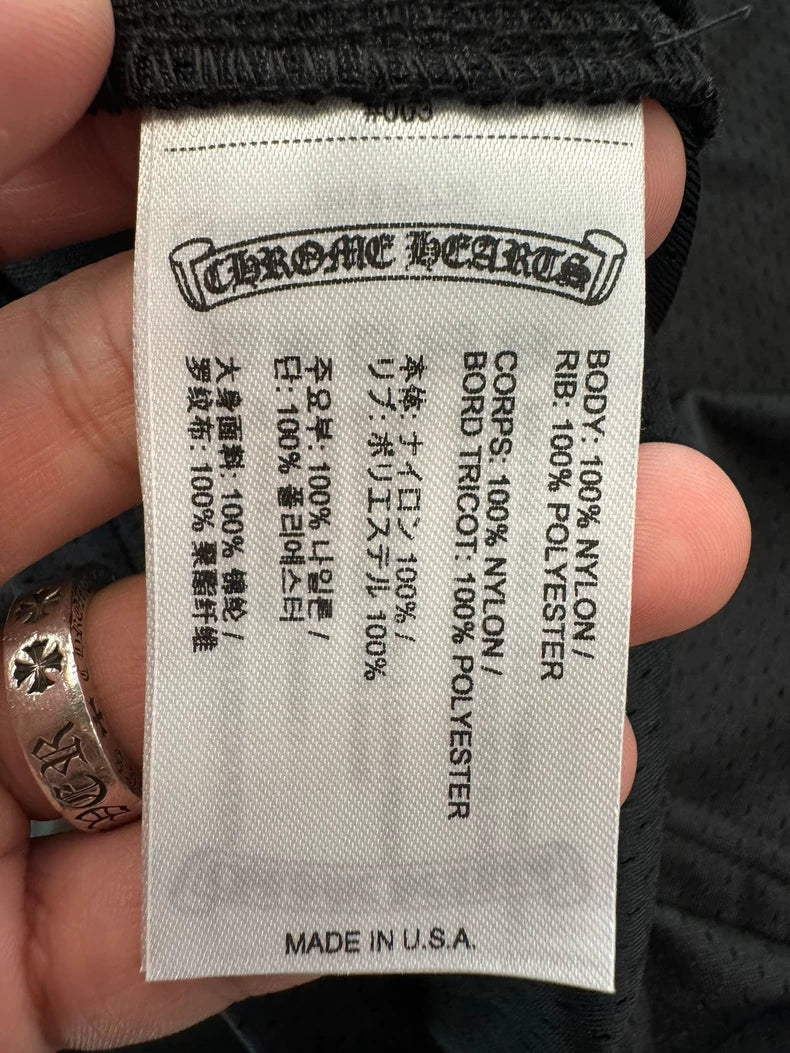 #003
CHROME HEARTS
BODY: 100% NYLON /
RIB: 100% POLYESTER
CORPS: 100% NYLON /
BORD TRICOT: 100% POLYESTER
本体: ナイロン 100% /
リブ: ポリエステル 100%
주요부: 100% 나일론 /
단: 100% 폴리에스터
大身面料: 100% 锦纶 /
罗纹布: 100% 聚酯纤维
MADE IN U.S.A.